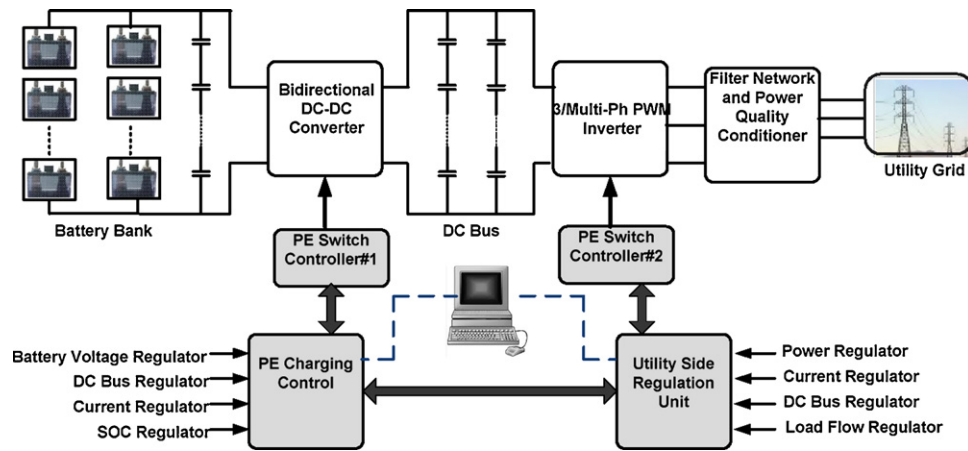 Bidirectional
DC-DC
Converter
3/Multi-Ph PWM
Inverter
Filter Network
and Power
Quality
Conditioner
Utility Grid
Battery Bank
DC Bus
PE Switch
Controller#1
PE Switch
Controller#2
Battery Voltage Regulator
DC Bus Regulator
Current Regulator
SOC Regulator
PE Charging
Control
Utility Side
Regulation
Unit
Power Regulator
Current Regulator
DC Bus Regulator
Load Flow Regulator